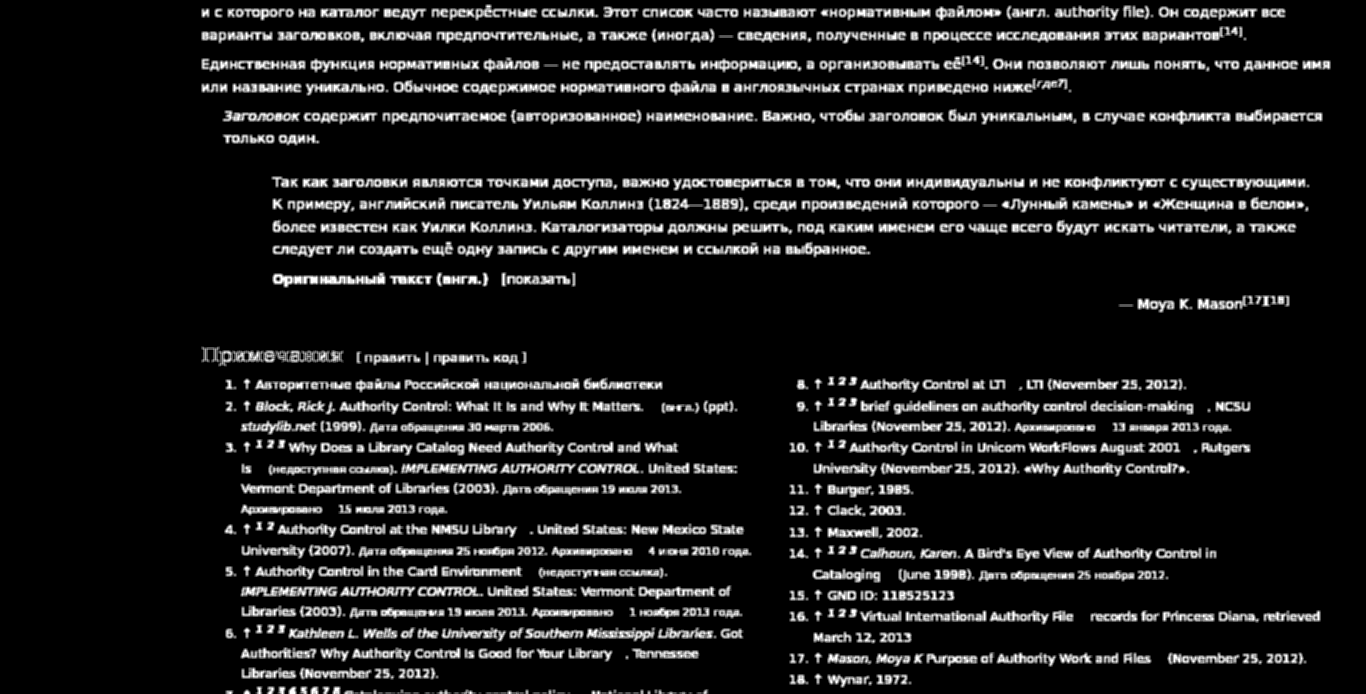 и с которого на каталог ведут перекрёстные ссылки. Этот список часто называют «нормативным файлом» (англ. authority file). Он содержит все
варианты заголовков, включая предпочтительные, а также (иногда) — сведения, полученные в процессе исследования этих вариантов[14].
Единственная функция нормативных файлов — не предоставлять информацию, а организовывать её[14]. Они позволяют лишь понять, что данное имя
или название уникально. Обычное содержимое нормативного файла в англоязычных странах приведено ниже[где?].
Заголовок содержит предпочитаемое (авторизованное) наименование. Важно, чтобы заголовок был уникальным, в случае конфликта выбирается
только один.
Так как заголовки являются точками доступа, важно удостовериться в том, что они индивидуальны и не конфликтуют с существующими.
К примеру, английский писатель Уильям Коллинз (1824—1889), среди произведений которого — «Лунный камень» и «Женщина в белом»,
более известен как Уилки Коллинз. Каталогизаторы должны решить, под каким именем его чаще всего будут искать читатели, а также
следует ли создать ещё одну запись с другим именем и ссылкой на выбранное.
Оригинальный текст (англ.) [показать]
— Moya K. Mason[17][18]
Примечания [ править | править код ]
1. ↑ Авторитетные файлы Российской национальной библиотеки
2. ↑ Block, Rick J. Authority Control: What It Is and Why It Matters. (англ.) (ppt).
studylib.net (1999). Дата обращения 30 марта 2006.
3. ↑ 1 2 3 Why Does a Library Catalog Need Authority Control and What
Is (недоступная ссылка). IMPLEMENTING AUTHORITY CONTROL. United States:
Vermont Department of Libraries (2003). Дата обращения 19 июля 2013.
Архивировано 15 июля 2013 года.
4. ↑ 1 2 Authority Control at the NMSU Library . United States: New Mexico State
University (2007). Дата обращения 25 ноября 2012. Архивировано 4 июня 2010 года.
5. ↑ Authority Control in the Card Environment (недоступная ссылка).
IMPLEMENTING AUTHORITY CONTROL. United States: Vermont Department of
Libraries (2003). Дата обращения 19 июля 2013. Архивировано 1 ноября 2013 года.
6. ↑ 1 2 3 Kathleen L. Wells of the University of Southern Mississippi Libraries. Got
Authorities? Why Authority Control Is Good for Your Library . Tennessee
Libraries (November 25, 2012).
7. ↑ 1 2 3 4 5 6 7 8 Cataloguing authority control policy . National Library of
8. ↑ 1 2 3 Authority Control at LTI , LTI (November 25, 2012).
9. ↑ 1 2 3 brief guidelines on authority control decision-making , NCSU
Libraries (November 25, 2012). Архивировано 13 января 2013 года.
10. ↑ 1 2 Authority Control in Unicorn WorkFlows August 2001 , Rutgers
University (November 25, 2012). «Why Authority Control?».
11. ↑ Burger, 1985.
12. ↑ Clack, 2003.
13. ↑ Maxwell, 2002.
14. ↑ 1 2 3 Calhoun, Karen. A Bird's Eye View of Authority Control in
Cataloging (June 1998). Дата обращения 25 ноября 2012.
15. ↑ GND ID: 118525123
16. ↑ 1 2 3 Virtual International Authority File records for Princess Diana, retrieved
March 12, 2013
17. ↑ Mason, Moya K Purpose of Authority Work and Files (November 25, 2012).
18. ↑ Wynar, 1972.